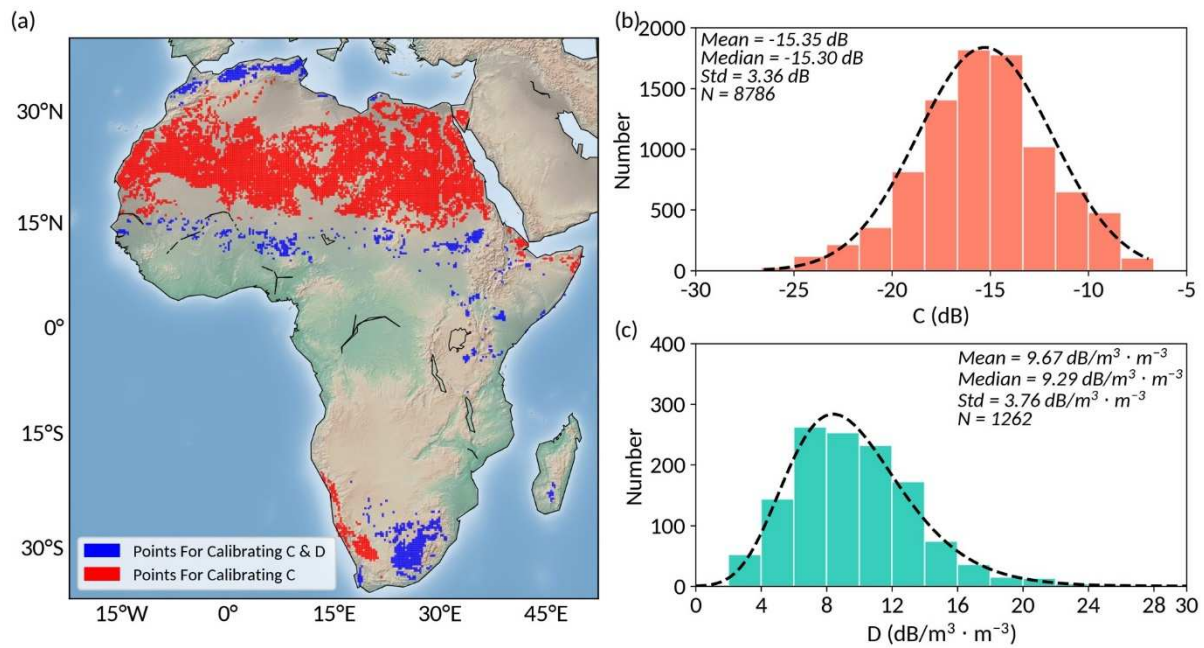 (a)
30°N
15°N
0°
15°S
30°S
Points For Calibrating C & D
Points For Calibrating C
15°W 0° 15°E 30°E 45°E
(b)
2000
1500
1000
500
0
Number
Mean = -15.35 dB
Median = -15.30 dB
Std = 3.36 dB
N = 8786
-30 -25 -20 -15 -10 -5
C (dB)
(c)
400
300
200
100
0
Number
Mean = 9.67 dB/m³ · m⁻³
Median = 9.29 dB/m³ · m⁻³
Std = 3.76 dB/m³ · m⁻³
N = 1262
0 4 8 12 16 20 24 28 30
D (dB/m³ · m⁻³)